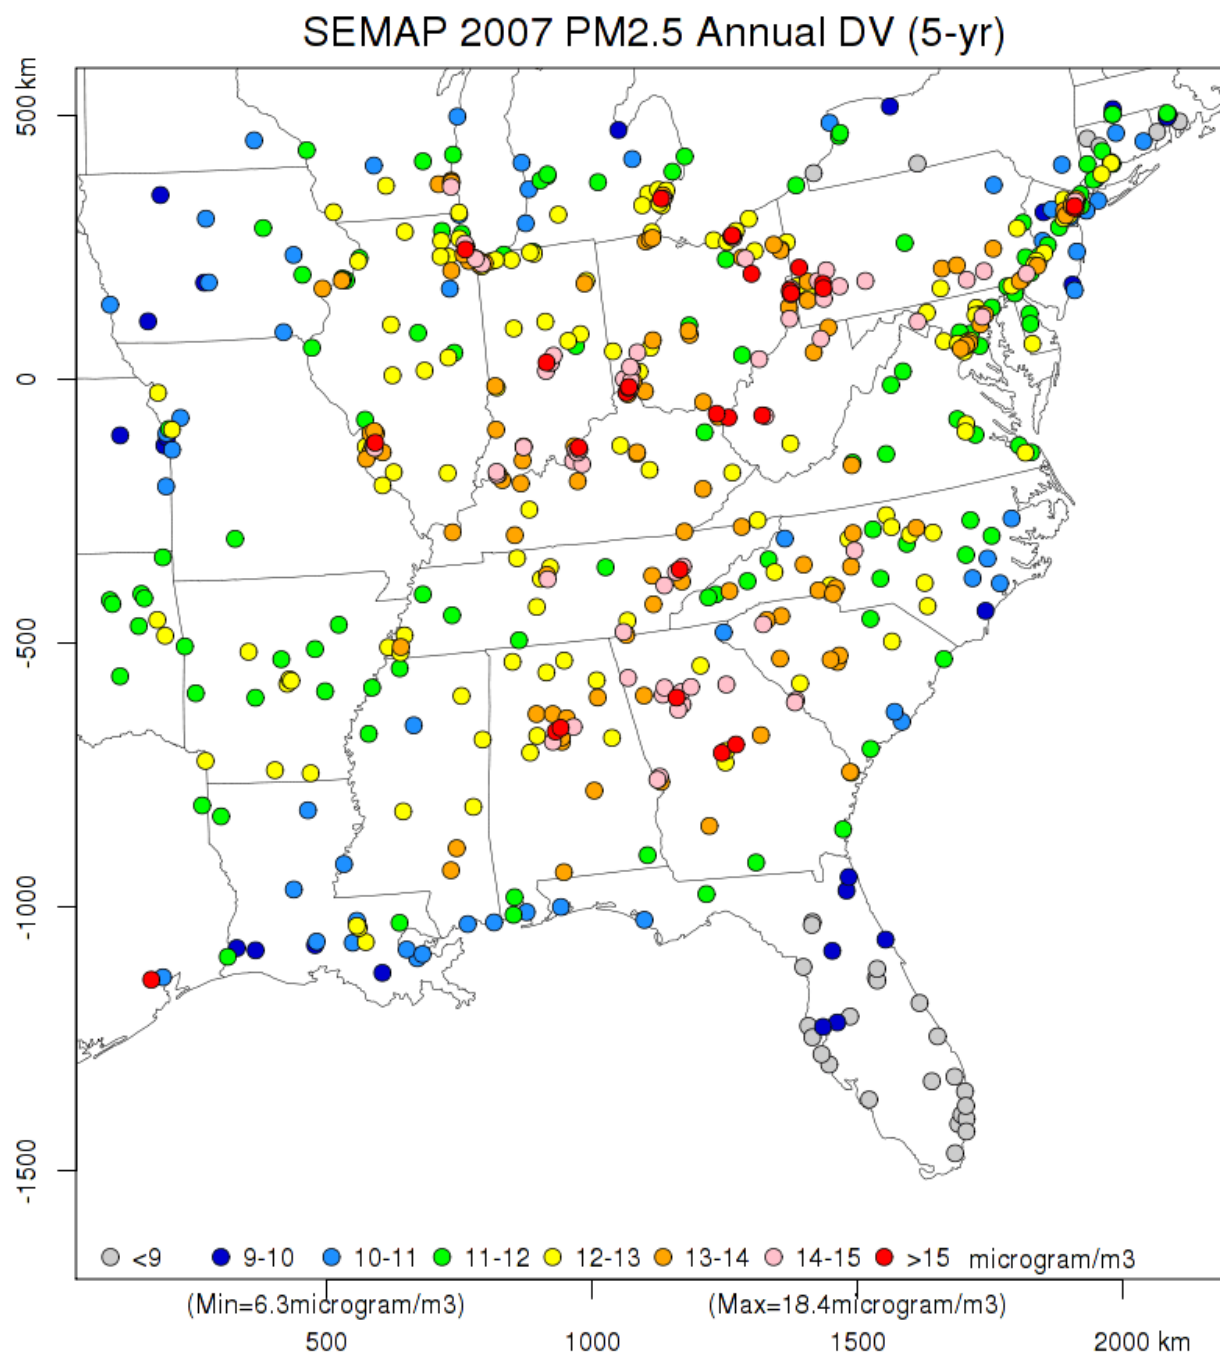 SEMAP 2007 PM2.5 Annual DV (5-yr)
500 km
0
-500
-1000
-1500
<9 9-10 10-11 11-12 12-13 13-14 14-15 >15 microgram/m3
(Min=6.3microgram/m3) (Max=18.4microgram/m3)
500 1000 1500 2000 km